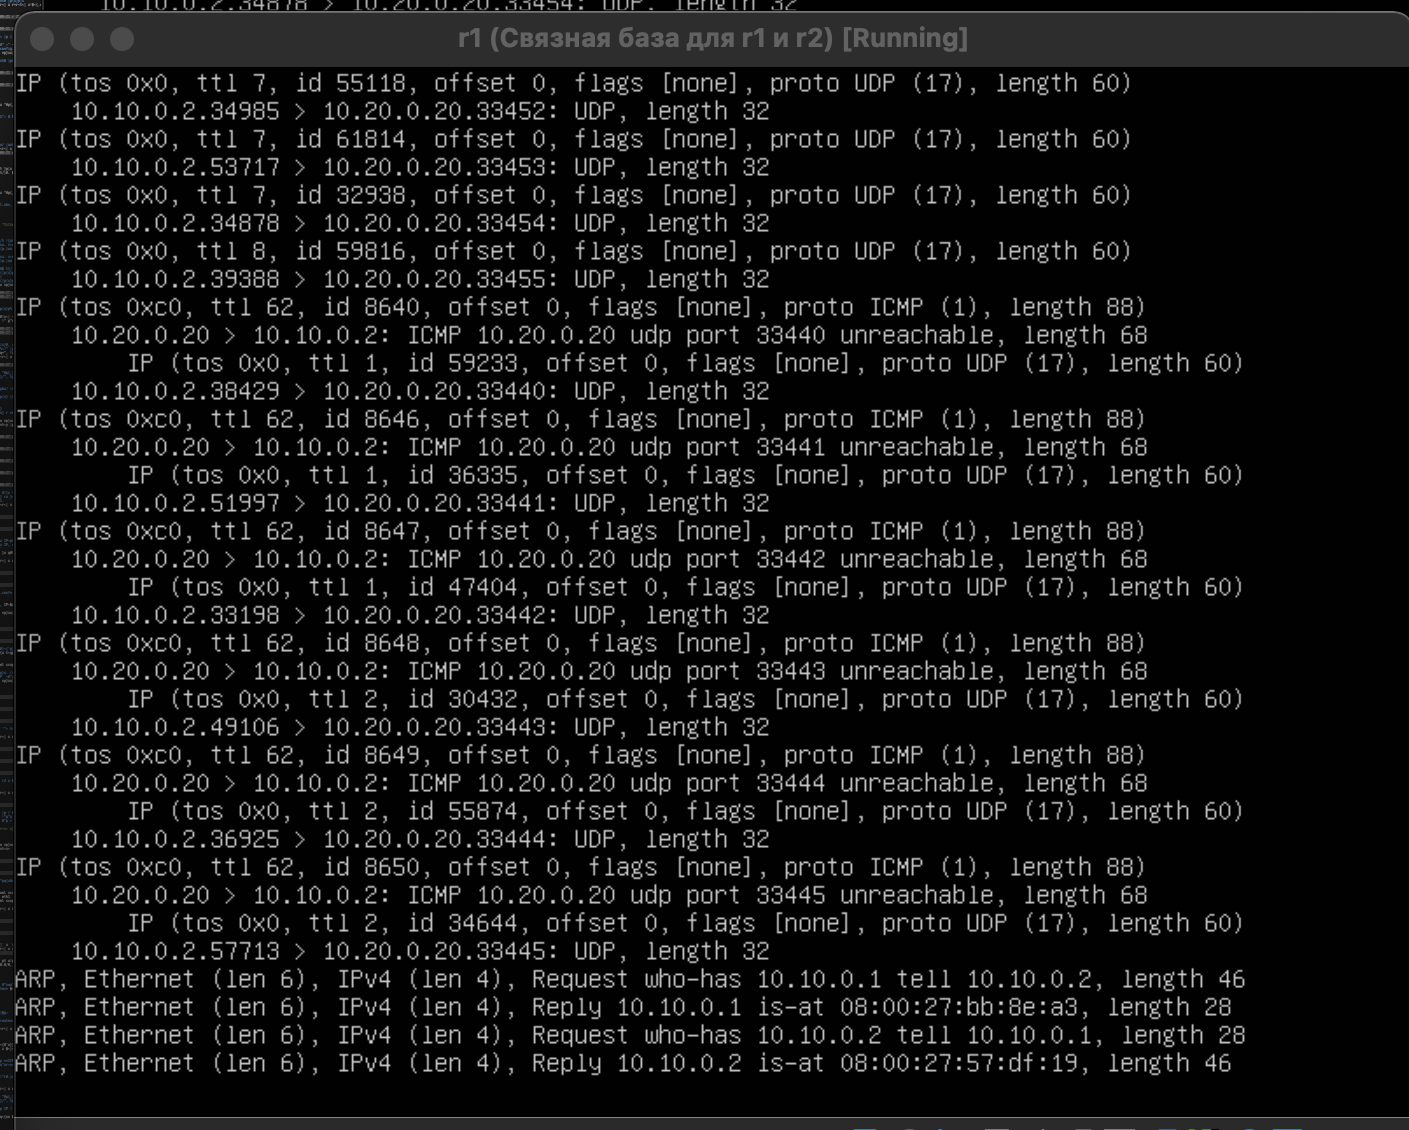 10.10.0.2.34878 > 10.20.0.20.33454: UDP, length 32
r1 (Связная база для r1 и r2) [Running]
IP (tos 0x0, ttl 7, id 55118, offset 0, flags [none], proto UDP (17), length 60)
10.10.0.2.34985 > 10.20.0.20.33452: UDP, length 32
IP (tos 0x0, ttl 7, id 61814, offset 0, flags [none], proto UDP (17), length 60)
10.10.0.2.53717 > 10.20.0.20.33453: UDP, length 32
IP (tos 0x0, ttl 7, id 32938, offset 0, flags [none], proto UDP (17), length 60)
10.10.0.2.34878 > 10.20.0.20.33454: UDP, length 32
IP (tos 0x0, ttl 8, id 59816, offset 0, flags [none], proto UDP (17), length 60)
10.10.0.2.39388 > 10.20.0.20.33455: UDP, length 32
IP (tos 0xc0, ttl 62, id 8640, offset 0, flags [none], proto ICMP (1), length 88)
10.20.0.20 > 10.10.0.2: ICMP 10.20.0.20 udp port 33440 unreachable, length 68
IP (tos 0x0, ttl 1, id 59233, offset 0, flags [none], proto UDP (17), length 60)
10.10.0.2.38429 > 10.20.0.20.33440: UDP, length 32
IP (tos 0xc0, ttl 62, id 8646, offset 0, flags [none], proto ICMP (1), length 88)
10.20.0.20 > 10.10.0.2: ICMP 10.20.0.20 udp port 33441 unreachable, length 68
IP (tos 0x0, ttl 1, id 36335, offset 0, flags [none], proto UDP (17), length 60)
10.10.0.2.51997 > 10.20.0.20.33441: UDP, length 32
IP (tos 0xc0, ttl 62, id 8647, offset 0, flags [none], proto ICMP (1), length 88)
10.20.0.20 > 10.10.0.2: ICMP 10.20.0.20 udp port 33442 unreachable, length 68
IP (tos 0x0, ttl 1, id 47404, offset 0, flags [none], proto UDP (17), length 60)
10.10.0.2.33198 > 10.20.0.20.33442: UDP, length 32
IP (tos 0xc0, ttl 62, id 8648, offset 0, flags [none], proto ICMP (1), length 88)
10.20.0.20 > 10.10.0.2: ICMP 10.20.0.20 udp port 33443 unreachable, length 68
IP (tos 0x0, ttl 2, id 30432, offset 0, flags [none], proto UDP (17), length 60)
10.10.0.2.49106 > 10.20.0.20.33443: UDP, length 32
IP (tos 0xc0, ttl 62, id 8649, offset 0, flags [none], proto ICMP (1), length 88)
10.20.0.20 > 10.10.0.2: ICMP 10.20.0.20 udp port 33444 unreachable, length 68
IP (tos 0x0, ttl 2, id 55874, offset 0, flags [none], proto UDP (17), length 60)
10.10.0.2.36925 > 10.20.0.20.33444: UDP, length 32
IP (tos 0xc0, ttl 62, id 8650, offset 0, flags [none], proto ICMP (1), length 88)
10.20.0.20 > 10.10.0.2: ICMP 10.20.0.20 udp port 33445 unreachable, length 68
IP (tos 0x0, ttl 2, id 34644, offset 0, flags [none], proto UDP (17), length 60)
10.10.0.2.57713 > 10.20.0.20.33445: UDP, length 32
ARP, Ethernet (len 6), IPv4 (len 4), Request who-has 10.10.0.1 tell 10.10.0.2, length 46
ARP, Ethernet (len 6), IPv4 (len 4), Reply 10.10.0.1 is-at 08:00:27:bb:8e:a3, length 28
ARP, Ethernet (len 6), IPv4 (len 4), Request who-has 10.10.0.2 tell 10.10.0.1, length 28
ARP, Ethernet (len 6), IPv4 (len 4), Reply 10.10.0.2 is-at 08:00:27:57:df:19, length 46